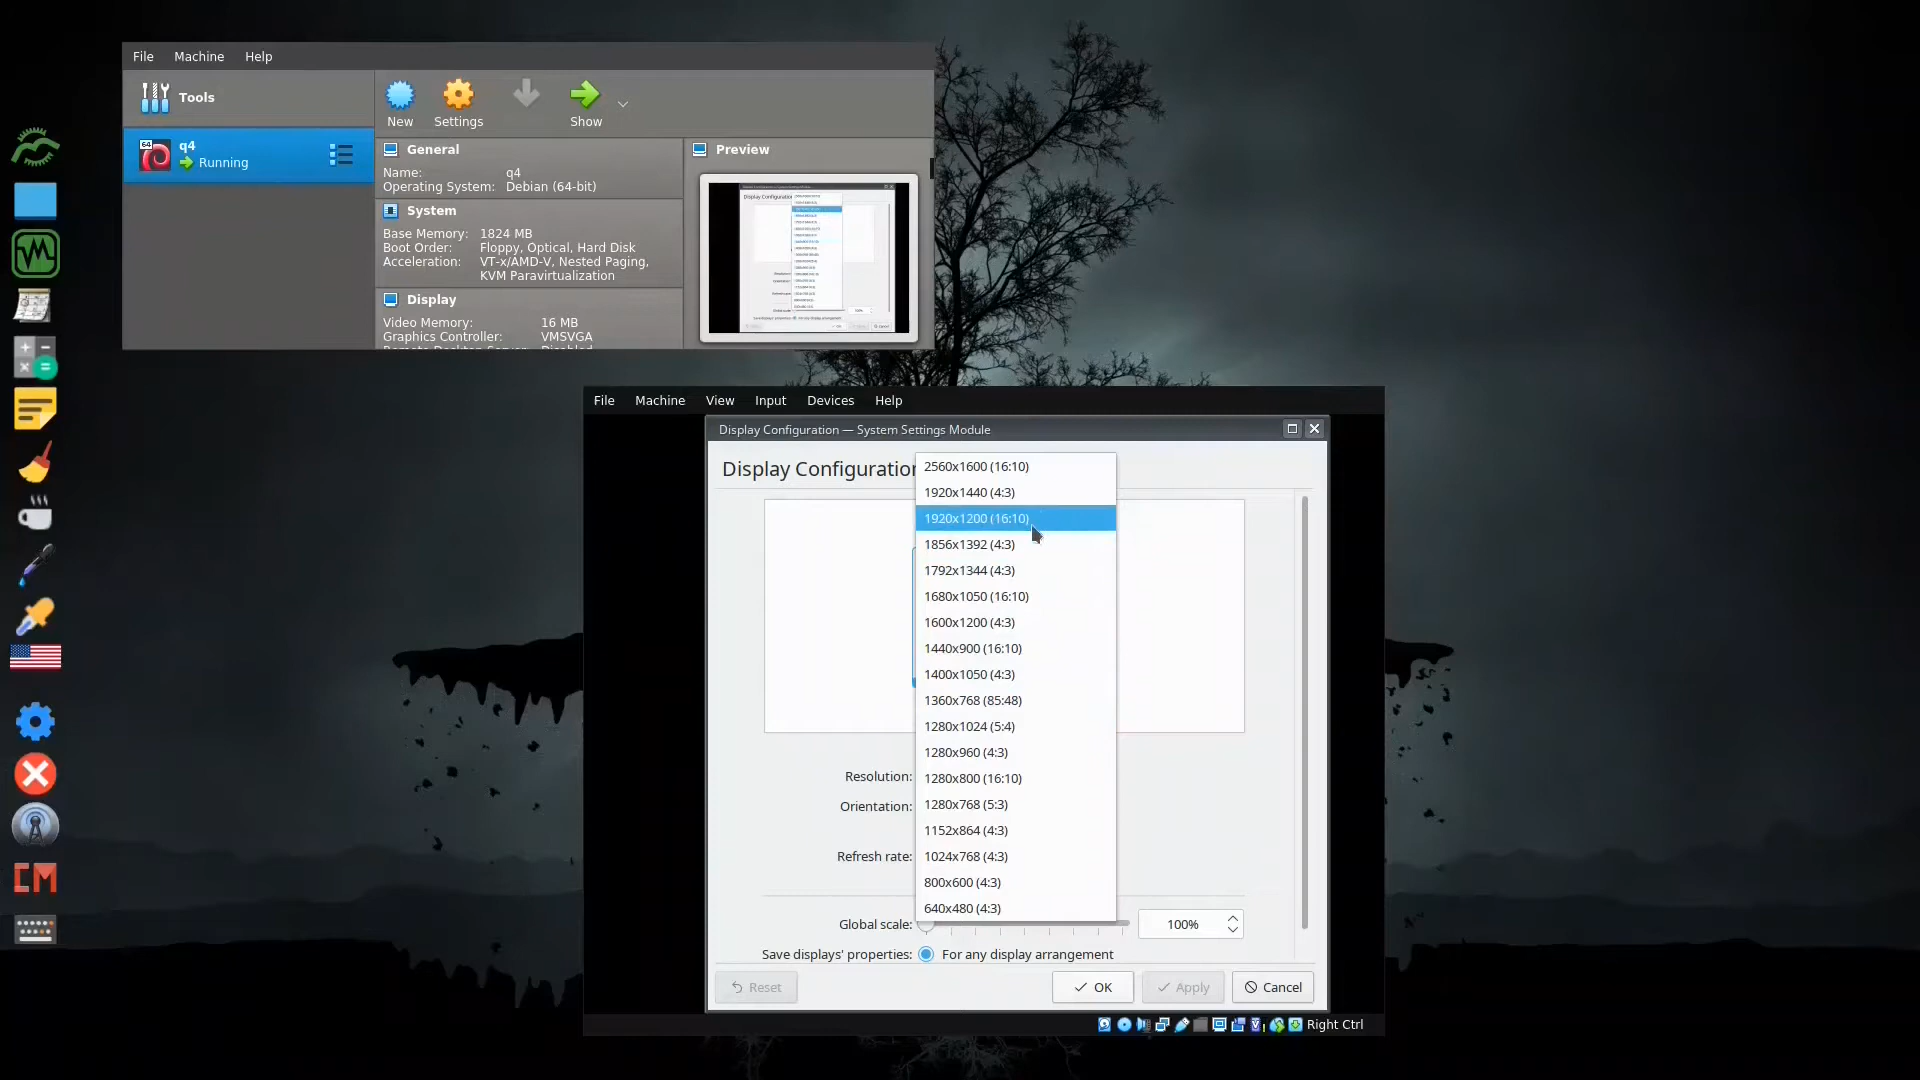 File Machine Help
Tools
New Settings Show
64
q4
Running
General
Name: q4
Operating System: Debian (64-bit)
System
Base Memory: 1824 MB
Boot Order: Floppy, Optical, Hard Disk
Acceleration: VT-x/AMD-V, Nested Paging,
KVM Paravirtualization
Display
Video Memory: 16 MB
Graphics Controller: VMSVGA
Preview
File Machine View Input Devices Help
Display Configuration — System Settings Module
Display Configuration
2560x1600 (16:10)
1920x1440 (4:3)
1920x1200 (16:10)
1856x1392 (4:3)
1792x1344 (4:3)
1680x1050 (16:10)
1600x1200 (4:3)
1440x900 (16:10)
1400x1050 (4:3)
1360x768 (85:48)
1280x1024 (5:4)
1280x960 (4:3)
1280x800 (16:10)
1280x768 (5:3)
1152x864 (4:3)
1024x768 (4:3)
800x600 (4:3)
640x480 (4:3)
Resolution:
Orientation:
Refresh rate:
Global scale: 100%
Save displays' properties: For any display arrangement
Reset OK Apply Cancel
Right Ctrl
CM